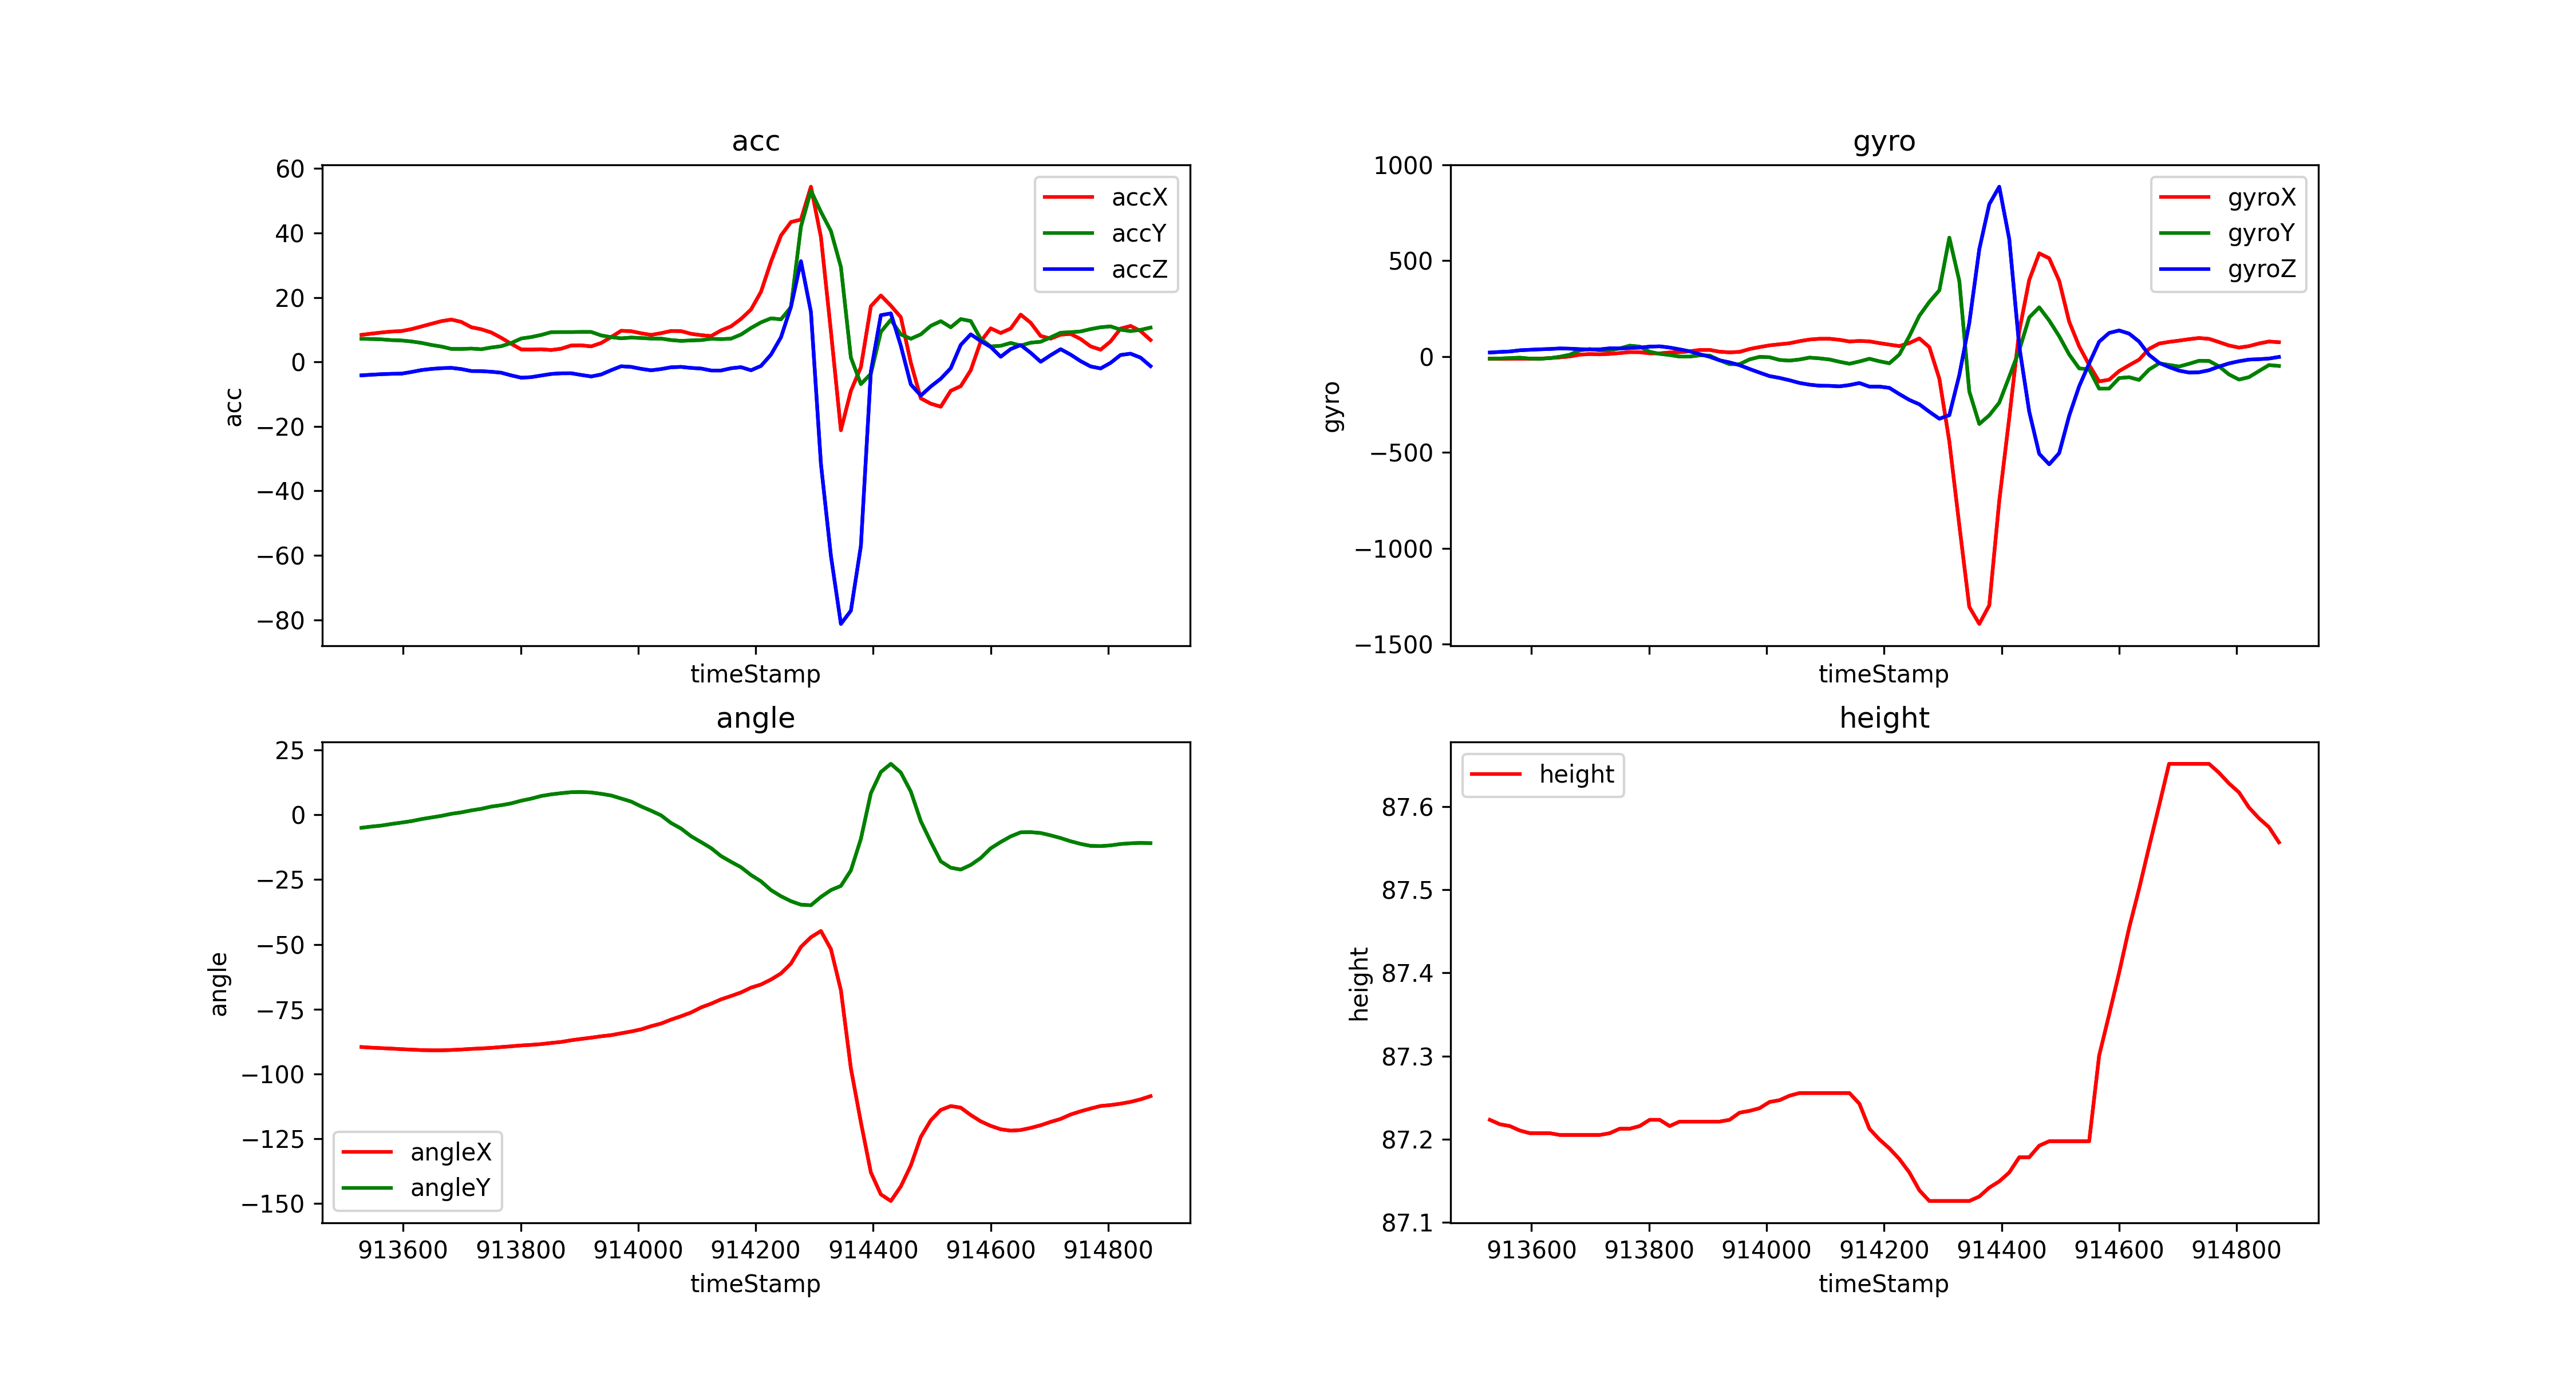 acc
60
40
20
0
−20
−40
−60
−80
acc
accX
accY
accZ
timeStamp
gyro
1000
500
0
−500
−1000
−1500
gyro
gyroX
gyroY
gyroZ
timeStamp
angle
25
0
−25
−50
−75
−100
−125
−150
angle
angleX
angleY
913600 913800 914000 914200 914400 914600 914800
timeStamp
height
87.6
87.5
87.4
87.3
87.2
87.1
height
height
913600 913800 914000 914200 914400 914600 914800
timeStamp